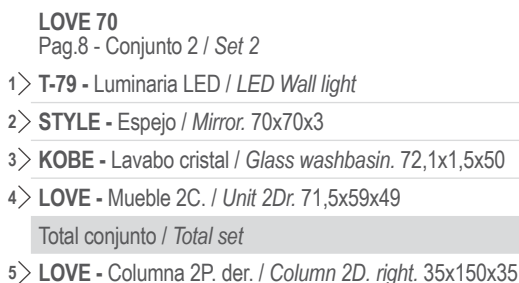 LOVE 70
Pag.8 - Conjunto 2 / Set 2
1> T-79 - Luminaria LED / LED Wall light
2> STYLE - Espejo / Mirror. 70x70x3
3> KOBE - Lavabo cristal / Glass washbasin. 72,1x1,5x50
4> LOVE - Mueble 2C. / Unit 2Dr. 71,5x59x49
Total conjunto / Total set
5> LOVE - Columna 2P. der. / Column 2D. right. 35x150x35